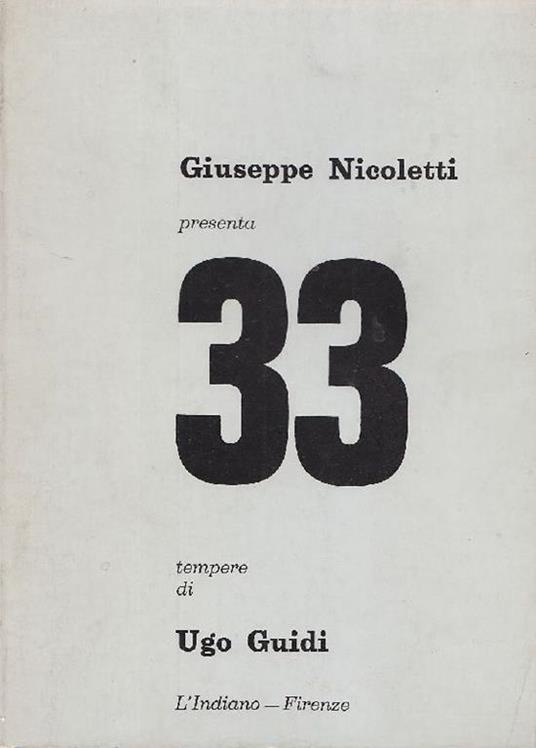 Giuseppe Nicoletti
presenta
33
tempere
di
Ugo Guidi
L'Indiano — Firenze